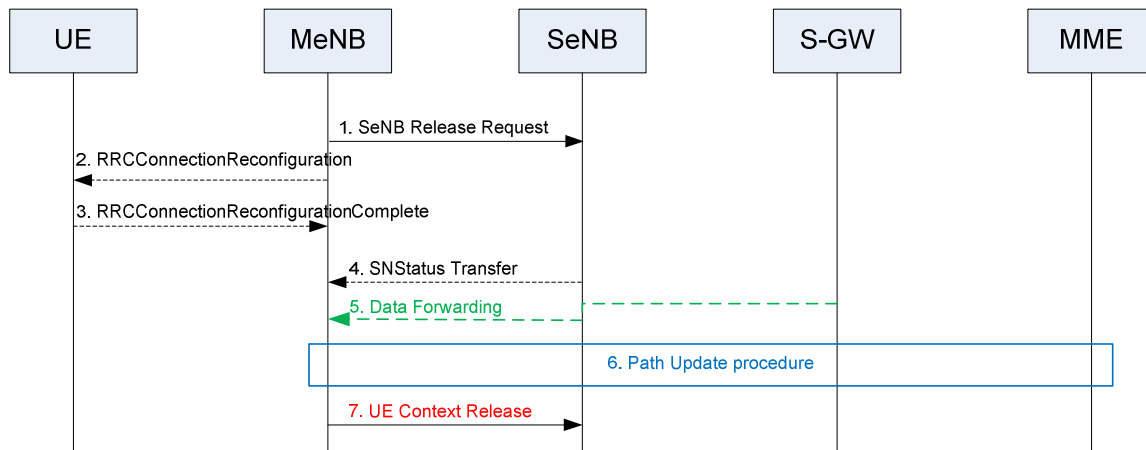 UE
MeNB
SeNB
S-GW
MME
1. SeNB Release Request
2. RRCConnectionReconfiguration
3. RRCConnectionReconfigurationComplete
4. SNStatus Transfer
5. Data Forwarding
6. Path Update procedure
7. UE Context Release